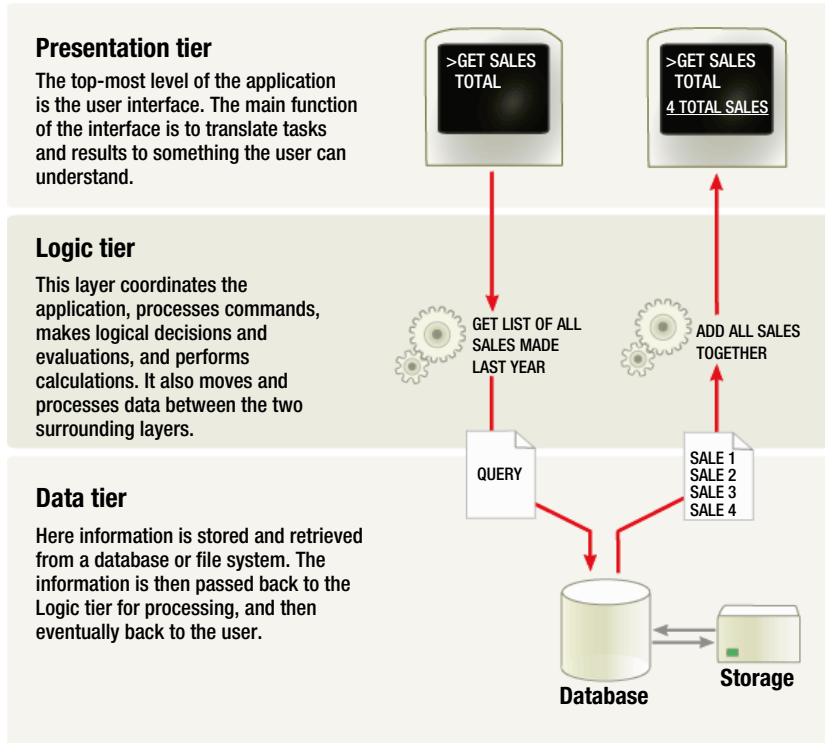 Presentation tier
The top-most level of the application
is the user interface. The main function
of the interface is to translate tasks
and results to something the user can
understand.
>GET SALES
TOTAL
>GET SALES
TOTAL
4 TOTAL SALES
Logic tier
This layer coordinates the
application, processes commands,
makes logical decisions and
evaluations, and performs
calculations. It also moves and
processes data between the two
surrounding layers.
GET LIST OF ALL
SALES MADE
LAST YEAR
ADD ALL SALES
TOGETHER
Data tier
Here information is stored and retrieved
from a database or file system. The
information is then passed back to the
Logic tier for processing, and then
eventually back to the user.
QUERY
SALE 1
SALE 2
SALE 3
SALE 4
Database
Storage